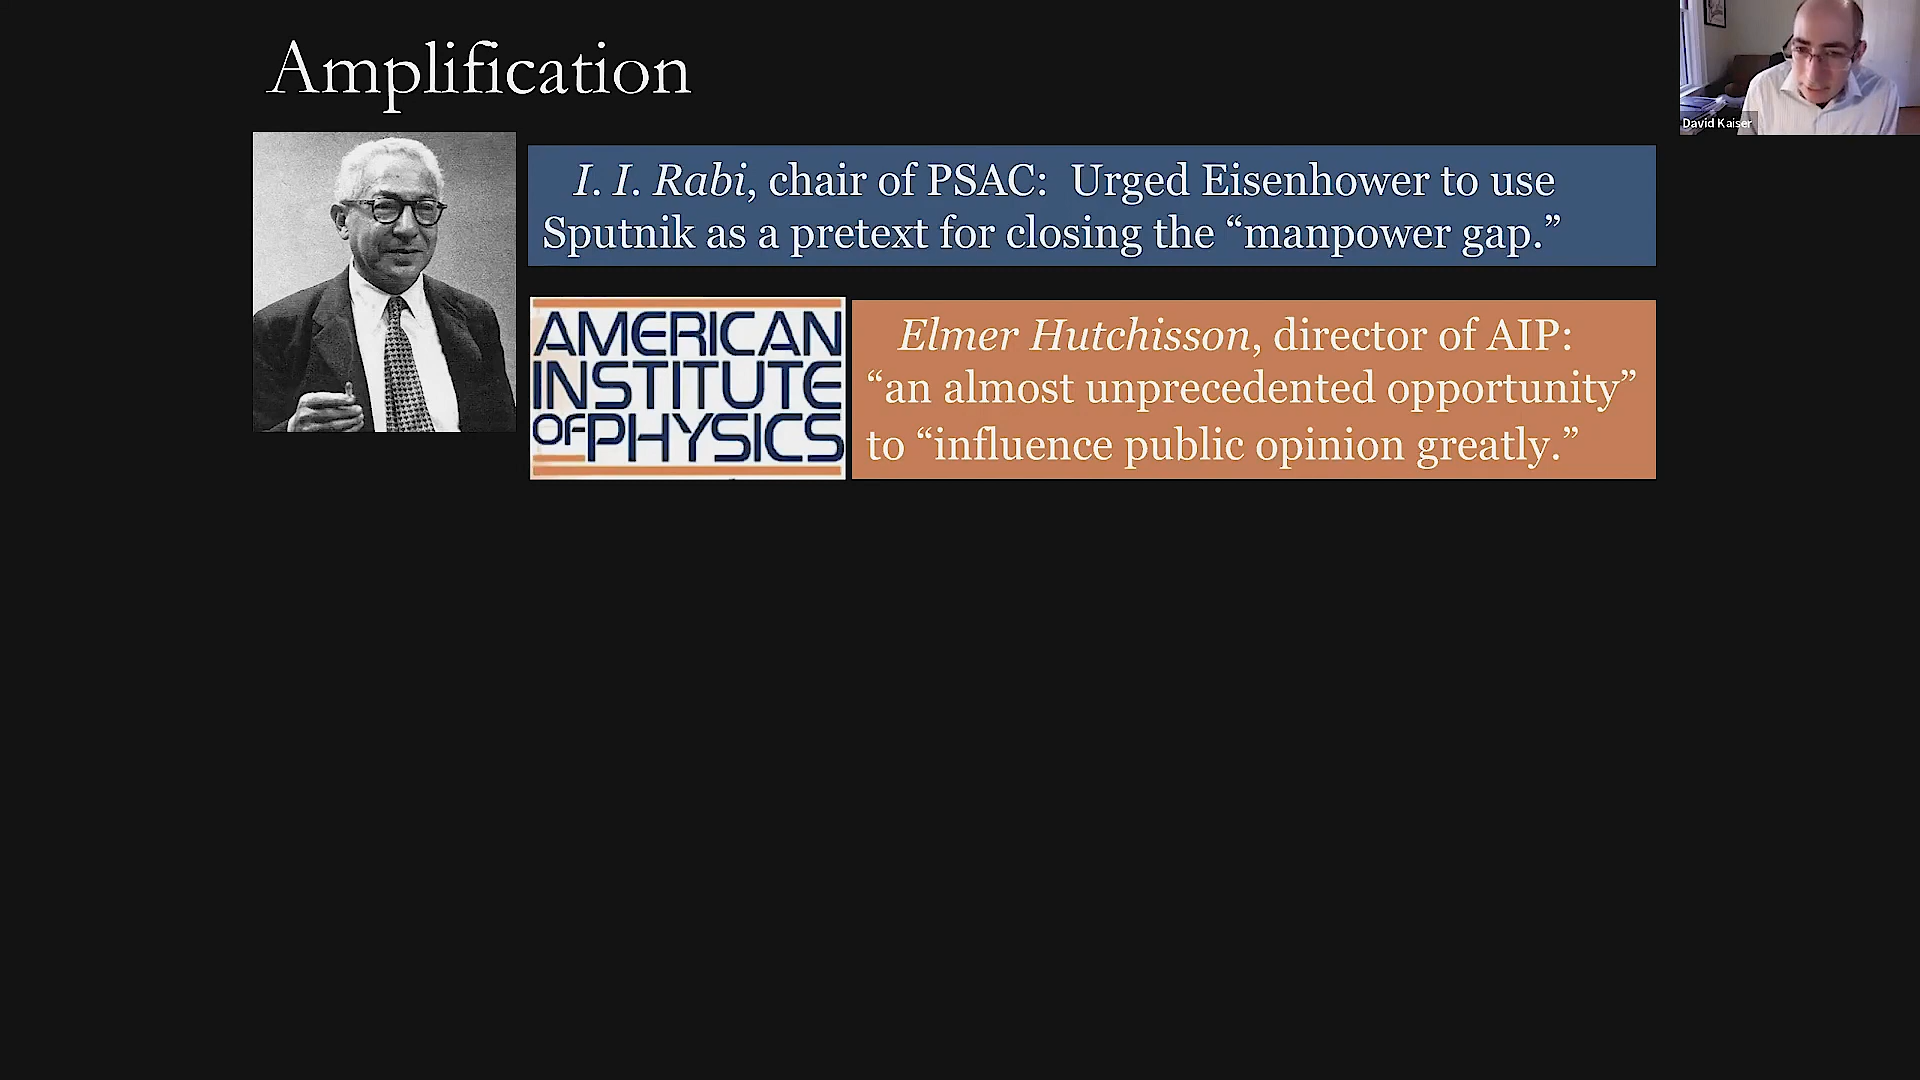 Amplification
David Kaiser
I. I. Rabi, chair of PSAC: Urged Eisenhower to use
Sputnik as a pretext for closing the “manpower gap.”
AMERICAN
INSTITUTE
OF PHYSICS
Elmer Hutchisson, director of AIP:
“an almost unprecedented opportunity”
to “influence public opinion greatly.”